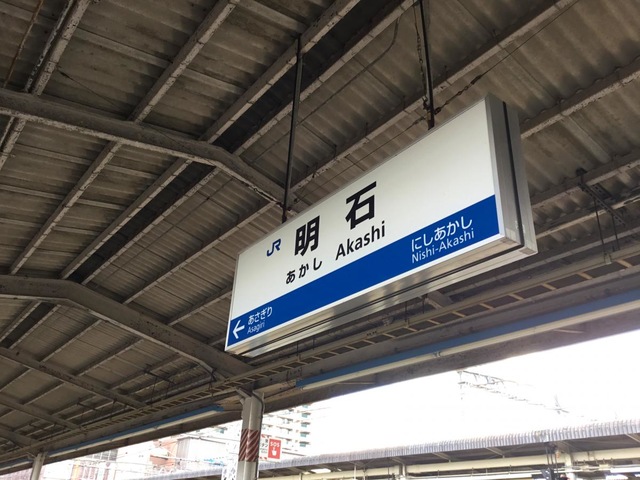 JR 明石
あかし Akashi
にしあかし
Nishi-Akashi
← あさぎり
Asagiri